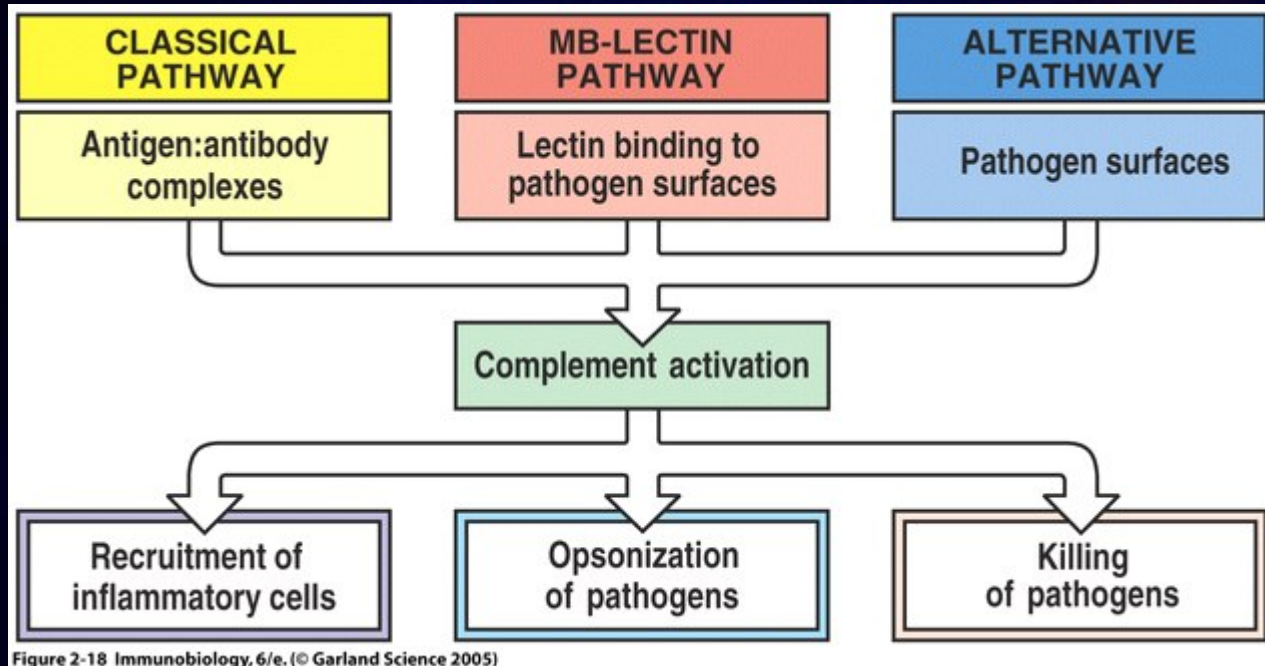 CLASSICAL
PATHWAY
MB-LECTIN
PATHWAY
ALTERNATIVE
PATHWAY
Antigen:antibody
complexes
Lectin binding to
pathogen surfaces
Pathogen surfaces
Complement activation
Recruitment of
inflammatory cells
Opsonization
of pathogens
Killing
of pathogens
Figure 2-18 Immunobiology, 6/e. (© Garland Science 2005)